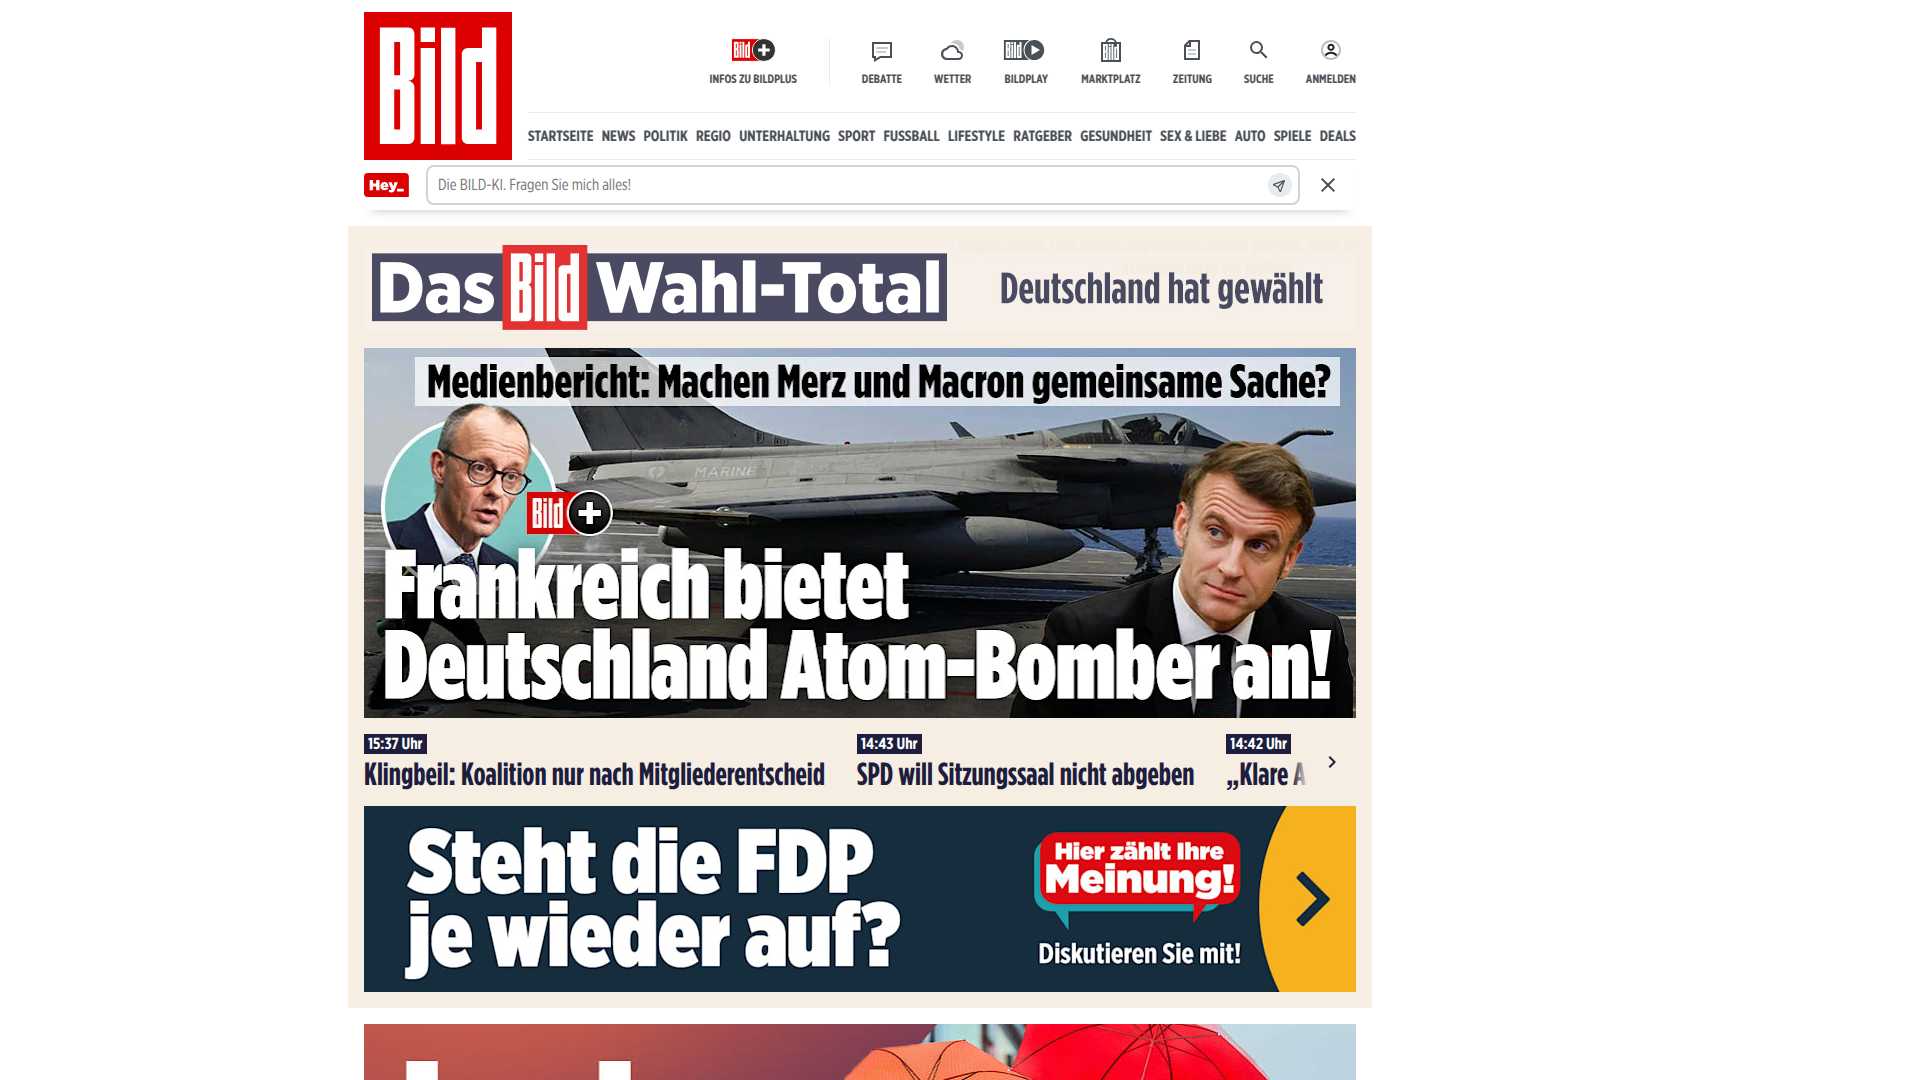 Bild
Bild
INFOS ZU BILDPLUS
DEBATTE
WETTER
Bild
BILDPLAY
Bild
MARKTPLATZ
ZEITUNG
SUCHE
ANMELDEN
STARTSEITE NEWS POLITIK REGIO UNTERHALTUNG SPORT FUSSBALL LIFESTYLE RATGEBER GESUNDHEIT SEX & LIEBE AUTO SPIELE DEALS
Hey_
Die BILD-KI. Fragen Sie mich alles!
Das Bild Wahl-Total
Deutschland hat gewählt
Medienbericht: Machen Merz und Macron gemeinsame Sache?
MARINE
Bild +
Frankreich bietet
Deutschland Atom-Bomber an!
15:37 Uhr
Klingbeil: Koalition nur nach Mitgliederentscheid
14:43 Uhr
SPD will Sitzungssaal nicht abgeben
14:42 Uhr
„Klare A
Steht die FDP
je wieder auf?
Hier zählt Ihre
Meinung!
Diskutieren Sie mit!